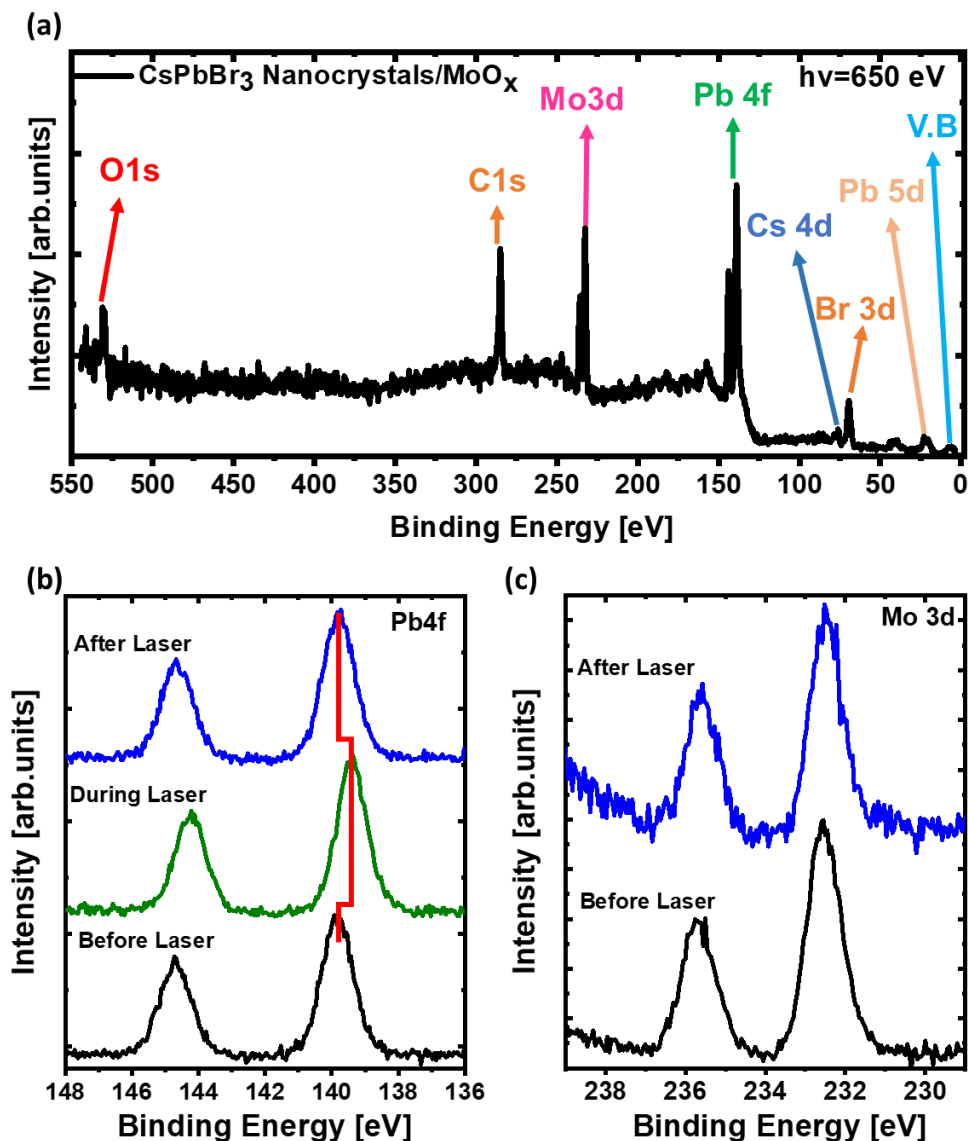 (a)
CsPbBr3 Nanocrystals/MoOx
hν=650 eV
O1s
C1s
Mo3d
Pb 4f
V.B
Pb 5d
Cs 4d
Br 3d
Intensity [arb.units]
550 500 450 400 350 300 250 200 150 100 50 0
Binding Energy [eV]
(b)
Pb4f
After Laser
During Laser
Before Laser
Intensity [arb.units]
148 146 144 142 140 138 136
Binding Energy [eV]
(c)
Mo 3d
After Laser
Before Laser
Intensity [arb.units]
238 236 234 232 230
Binding Energy [eV]